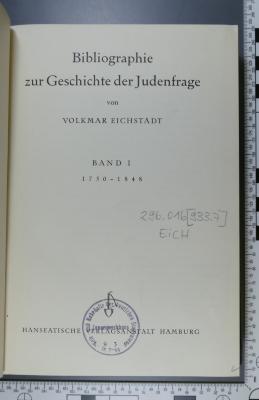 Bibliographie
zur Geschichte der Judenfrage
von
VOLKMAR EICHSTÄDT
BAND I
1750–1848
296.016[933.7]
EICH
HANSEATISCHE VERLAGSANSTALT HAMBURG